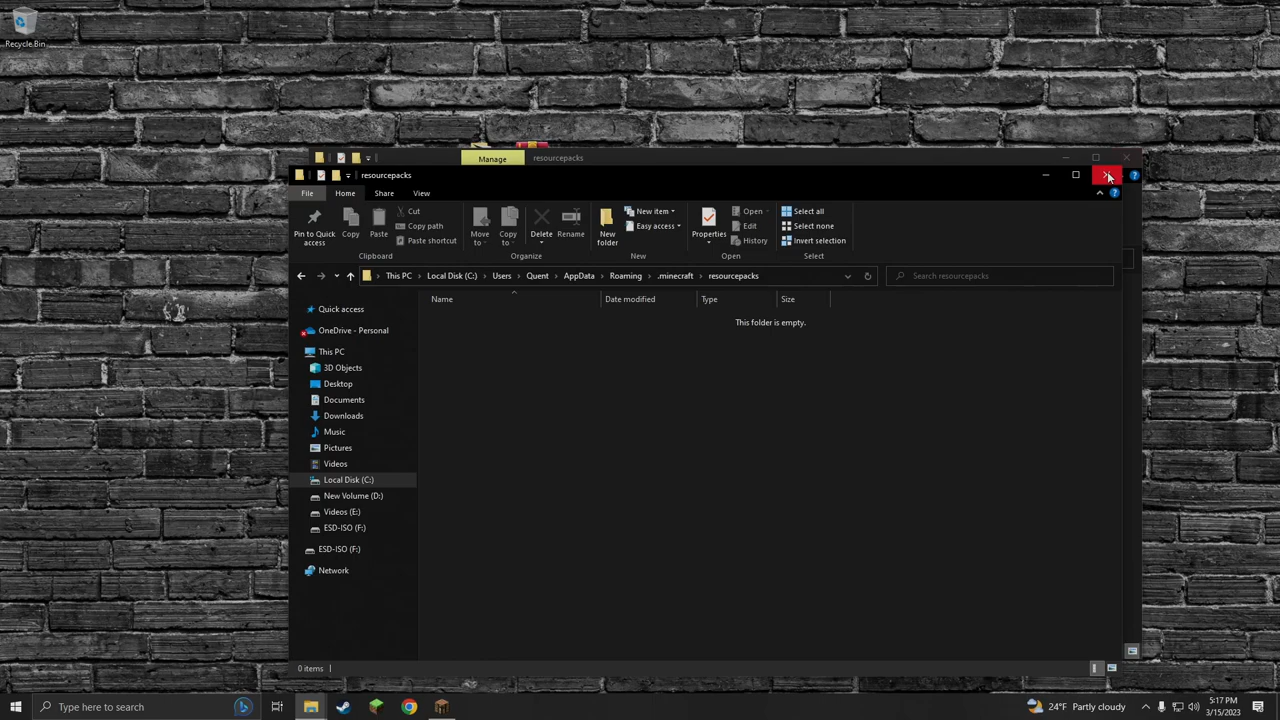 Recycle Bin
Manage
resourcepacks
resourcepacks
File
Home
Share
View
Pin to Quick access
Copy
Paste
Cut
Copy path
Paste shortcut
Move to
Copy to
Delete
Rename
New folder
New item
Easy access
Properties
Open
Edit
History
Select all
Select none
Invert selection
Clipboard
Organize
New
Open
Select
This PC
Local Disk (C:)
Users
Quent
AppData
Roaming
.minecraft
resourcepacks
Search resourcepacks
Name
Date modified
Type
Size
This folder is empty.
Quick access
OneDrive - Personal
This PC
3D Objects
Desktop
Documents
Downloads
Music
Pictures
Videos
Local Disk (C:)
New Volume (D:)
Videos (E:)
ESD-ISO (F:)
ESD-ISO (F:)
Network
0 items
Type here to search
24°F Partly cloudy
5:17 PM
3/15/2023